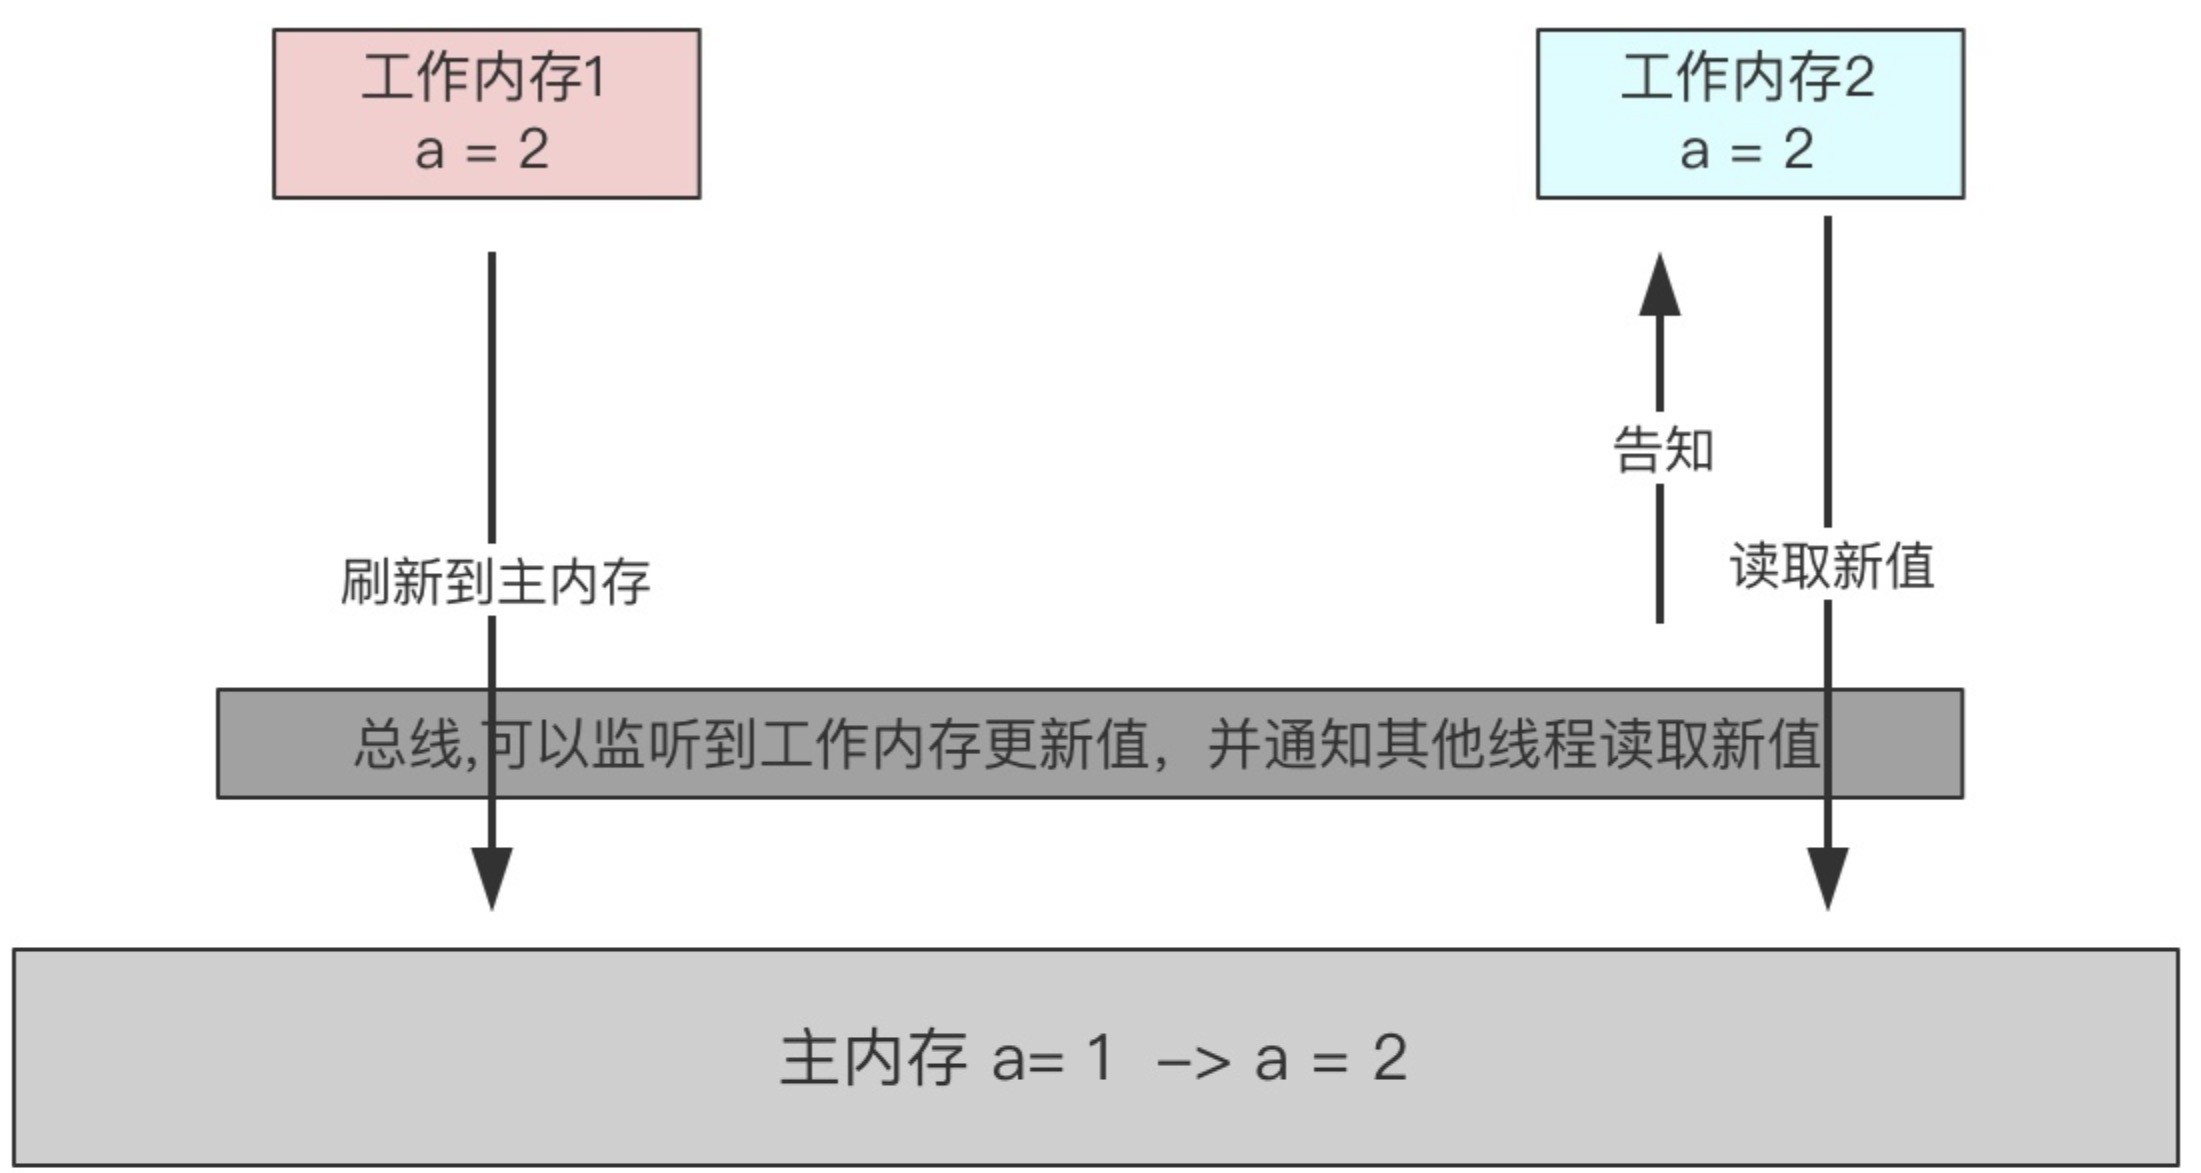 工作内存1
a = 2
工作内存2
a = 2
告知
读取新值
刷新到主内存
总线,可以监听到工作内存更新值，并通知其他线程读取新值
主内存 a= 1 –> a = 2